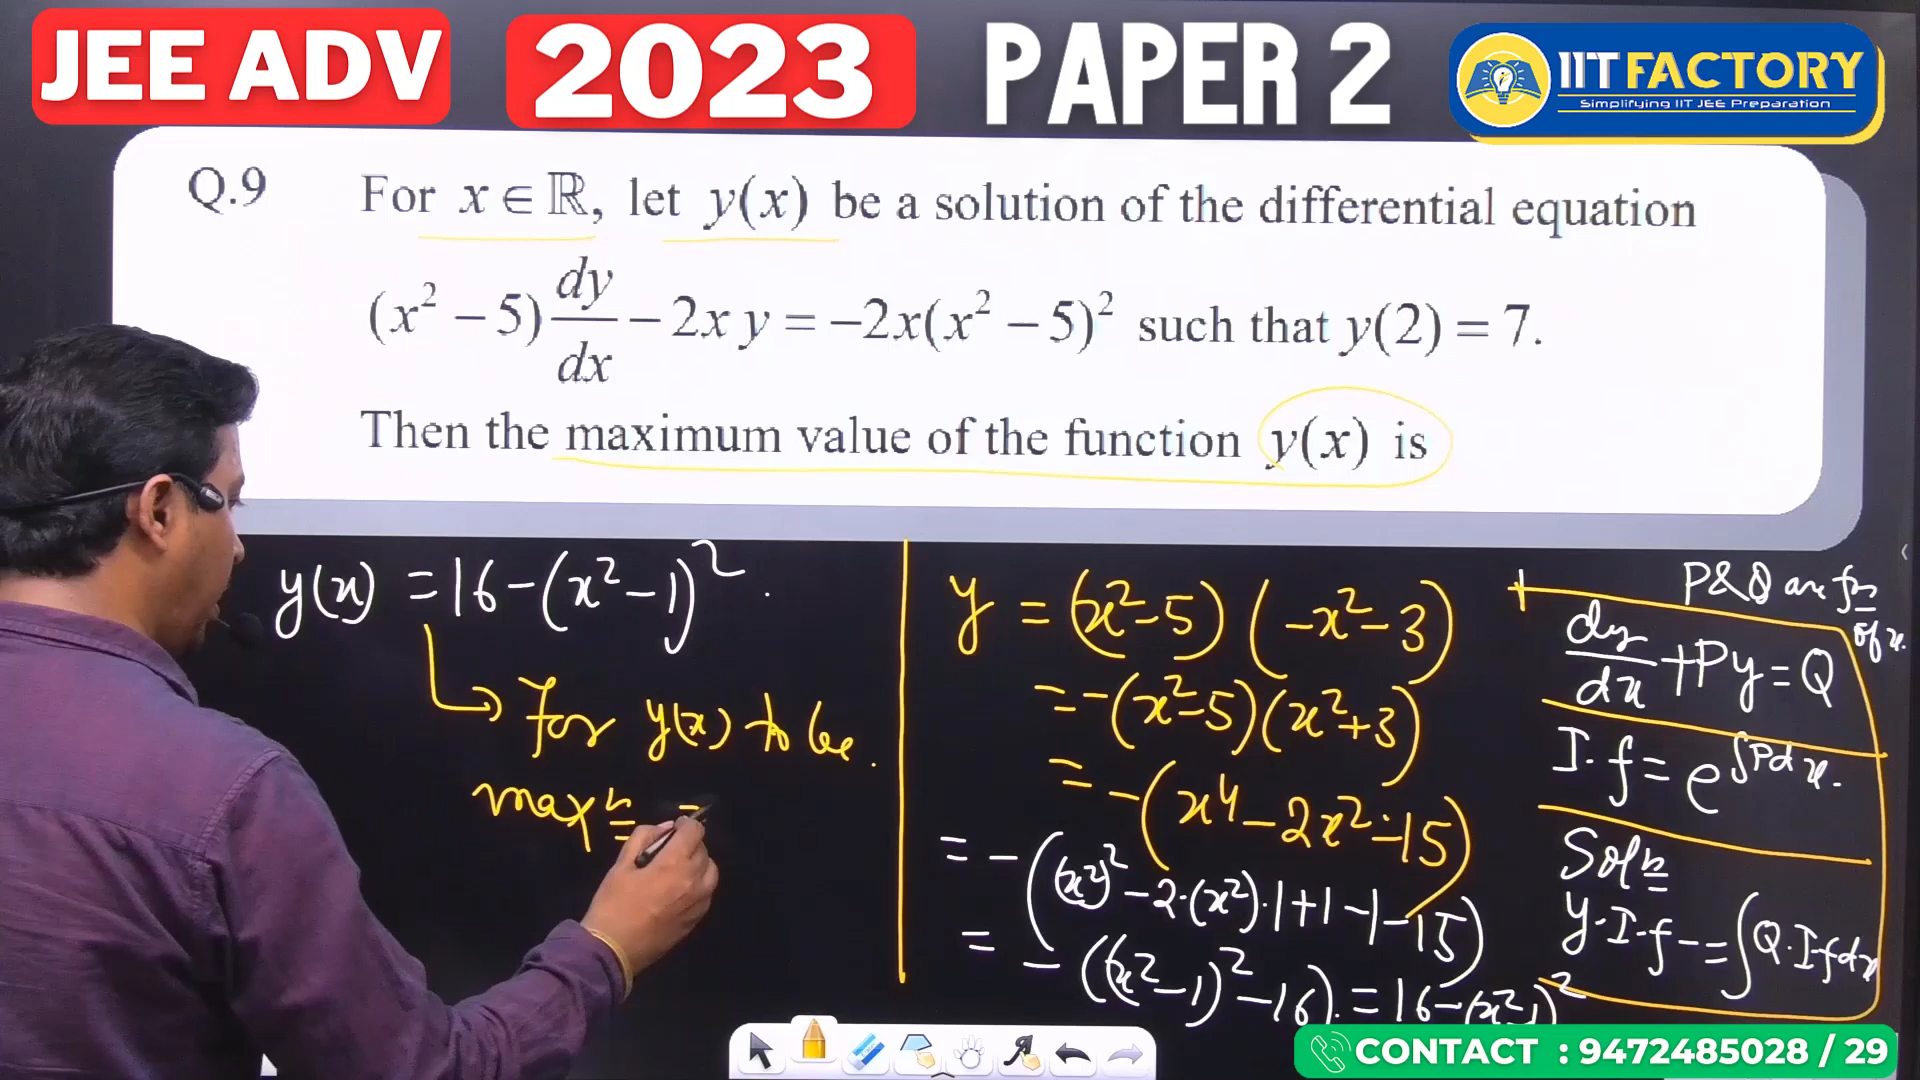 JEE ADV 2023 PAPER 2
IIT FACTORY
Simplifying IIT JEE Preparation
Q.9 For x ∈ ℝ, let y(x) be a solution of the differential equation
(x² − 5) dy/dx − 2x y = −2x(x² − 5)² such that y(2) = 7.
Then the maximum value of the function y(x) is
y(x) = 16 − (x² − 1)².
→ for y(x) to be.
maxm =
y = (x² − 5)(−x² − 3)
= −(x² − 5)(x² + 3)
= −(x⁴ − 2x² − 15)
= −((x²)² − 2·(x²)·1 + 1 − 1 − 15)
= −((x² − 1)² − 16). = 16 − (x² − 1)²
P & Q are fn
of x.
dy/dx + Py = Q
I.f = e^∫Pdx.
Soln
y·I·f = ∫Q·I·f dx
CONTACT : 9472485028 / 29